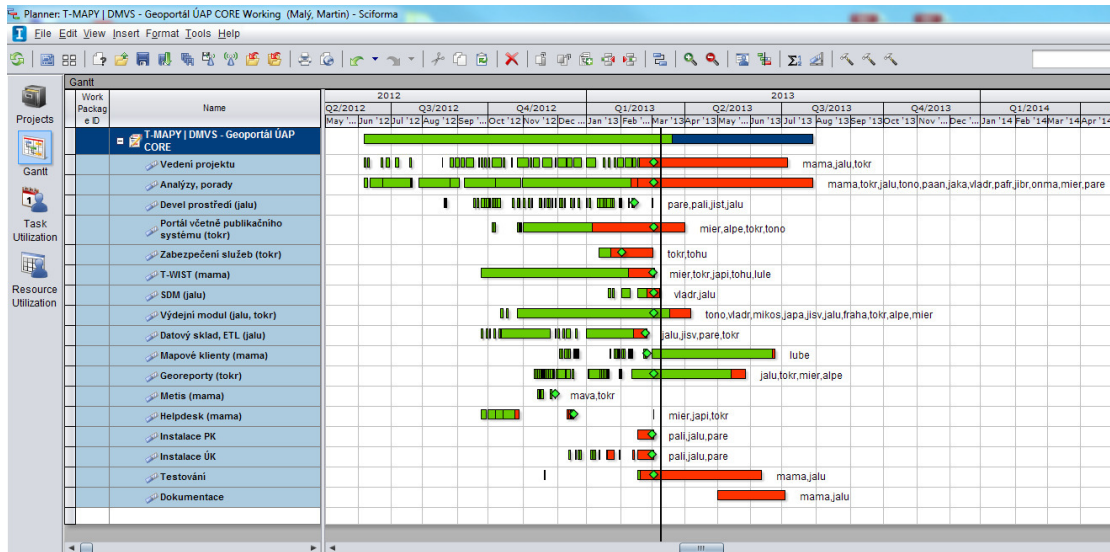 Planner: T-MAPY | DMVS - Geoportál ÚAP CORE Working (Malý, Martin) - Sciforma
File Edit View Insert Format Tools Help
Projects
Gantt
Task
Utilization
Resource
Utilization
Gantt
Work
Packag
e ID
Name
2012 2013
Q2/2012 Q3/2012 Q4/2012 Q1/2013 Q2/2013 Q3/2013 Q4/2013 Q1/2014
May '... Jun '12 Jul '12 Aug '12 Sep '... Oct '12 Nov '12 Dec ... Jan '13 Feb '... Mar '13 Apr '13 May '... Jun '13 Jul '13 Aug '13 Sep '13 Oct '13 Nov '... Dec '... Jan '14 Feb '14 Mar '14 Apr '14
T-MAPY | DMVS - Geoportál ÚAP
CORE
Vedení projektu mama,jalu,tokr
Analýzy, porady mama,tokr,jalu,tono,paan,jaka,vladr,pafr,jibr,onma,mier,pare
Devel prostředí (jalu) pare,pali,jist,jalu
Portál včetně publikačního
systému (tokr) mier,alpe,tokr,tono
Zabezpečení služeb (tokr) tokr,tohu
T-WIST (mama) mier,tokr,japi,tohu,lule
SDM (jalu) vladr,jalu
Výdejní modul (jalu, tokr) tono,vladr,mikos,japa,jisv,jalu,fraha,tokr,alpe,mier
Datový sklad, ETL (jalu) jalu,jisv,pare,tokr
Mapové klienty (mama) lube
Georeporty (tokr) jalu,tokr,mier,alpe
Metis (mama) mava,tokr
Helpdesk (mama) mier,japi,tokr
Instalace PK pali,jalu,pare
Instalace ÚK pali,jalu,pare
Testování mama,jalu
Dokumentace mama,jalu